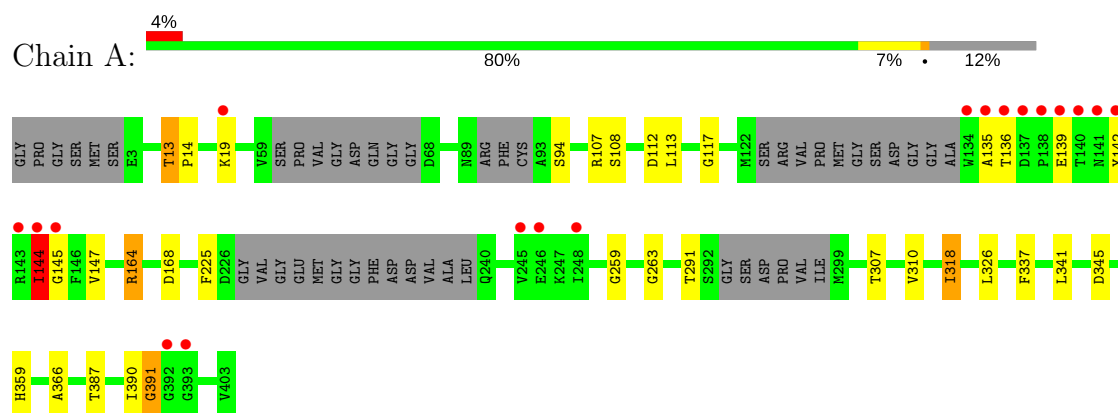 4%
Chain A:
80% 7% • 12%
GLY PRO GLY SER MET SER E3 T13 P14 K19 V59 SER PRO VAL GLY ASP GLN GLY GLY D68 N89 ARG PHE CYS A93 S94 R107 S108 D112 L113 G117 M122 SER ARG VAL PRO MET GLY SER ASP GLY GLY ALA W134 A135 T136 D137 P138 E139 T140 N141 Y142
R143 I144 G145 F146 V147 R164 D168 F225 D226 GLY VAL GLY GLU MET GLY GLY PHE ASP ASP VAL ALA LEU Q240 V245 E246 K247 I248 G259 G263 T291 S292 GLY SER ASP PRO VAL ILE M299 T307 V310 I318 L326 F337 L341 D345
H359 A366 T387 I390 G391 G392 G393 V403